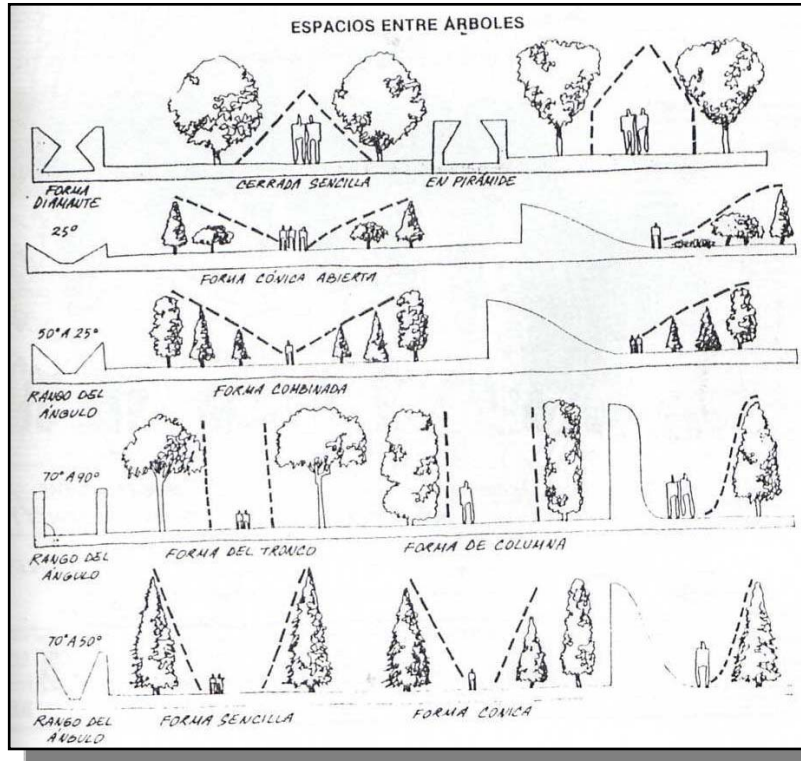 ESPACIOS ENTRE ÁRBOLES
FORMA
DIAMANTE
CERRADA SENCILLA
EN PIRÁMIDE
25°
FORMA CÓNICA ABIERTA
50° A 25°
RANGO DEL
ÁNGULO
FORMA COMBINADA
70° A 90°
RANGO DEL
ÁNGULO
FORMA DEL TRONCO
FORMA DE COLUMNA
70° A 50°
RANGO DEL
ÁNGULO
FORMA SENCILLA
FORMA CONICA